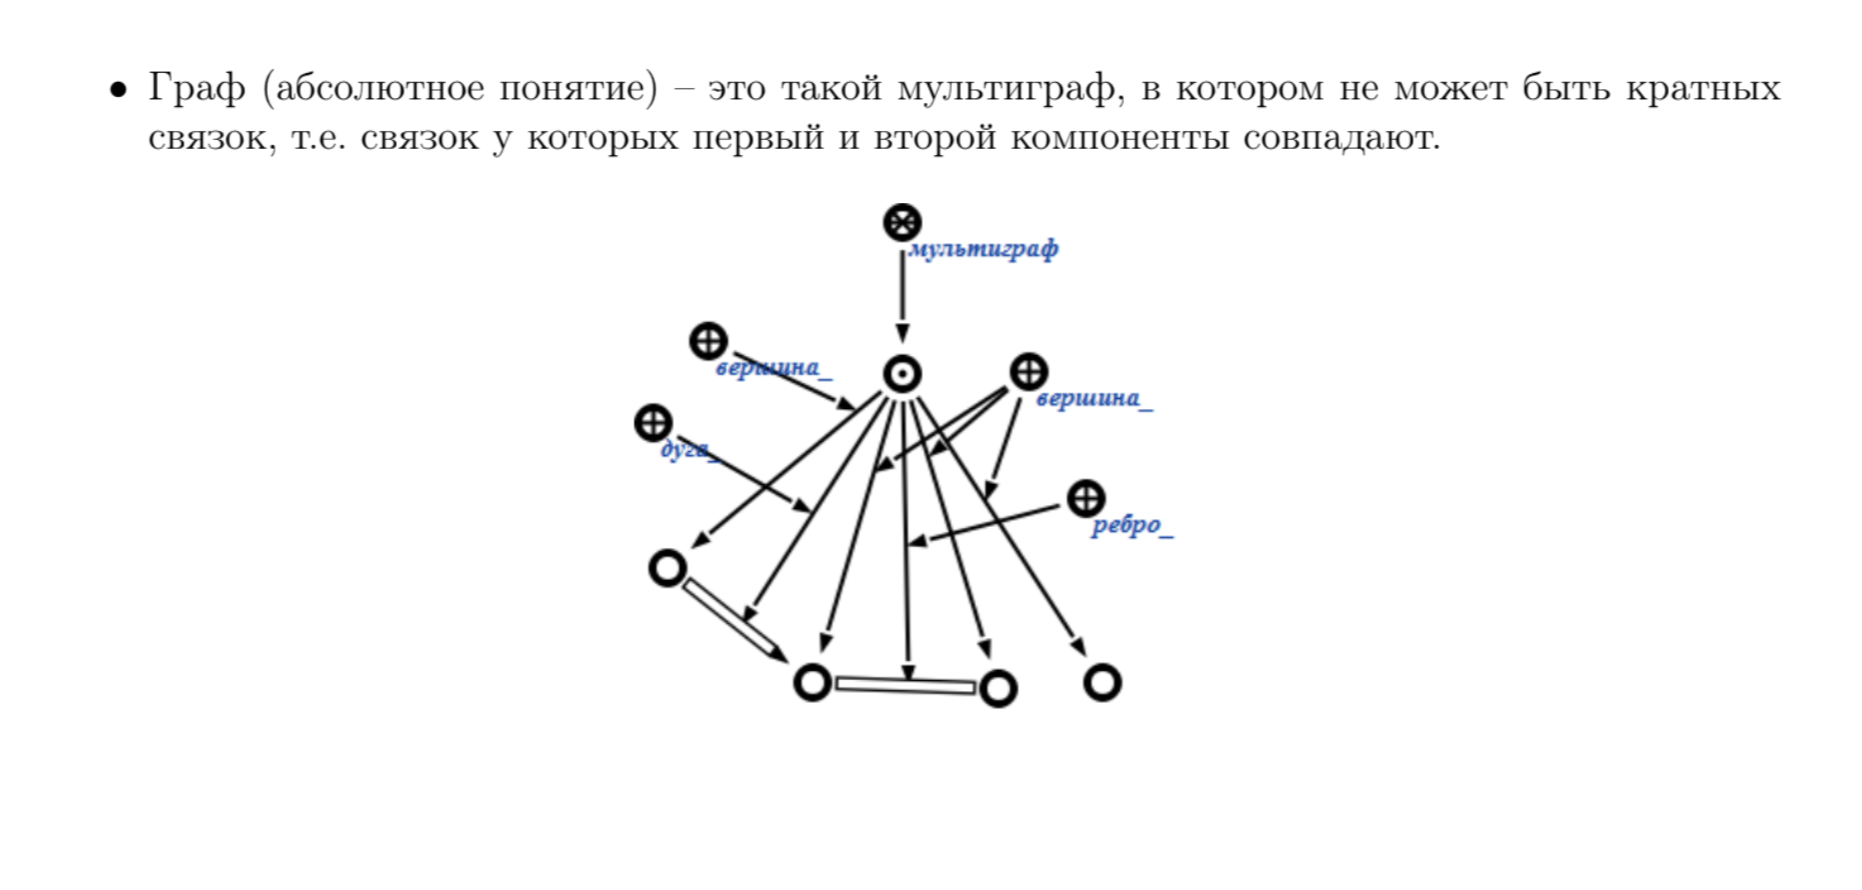 • Граф (абсолютное понятие) – это такой мультиграф, в котором не может быть кратных
связок, т.е. связок у которых первый и второй компоненты совпадают.
мультиграф
вершина_
вершина_
дуга_
ребро_